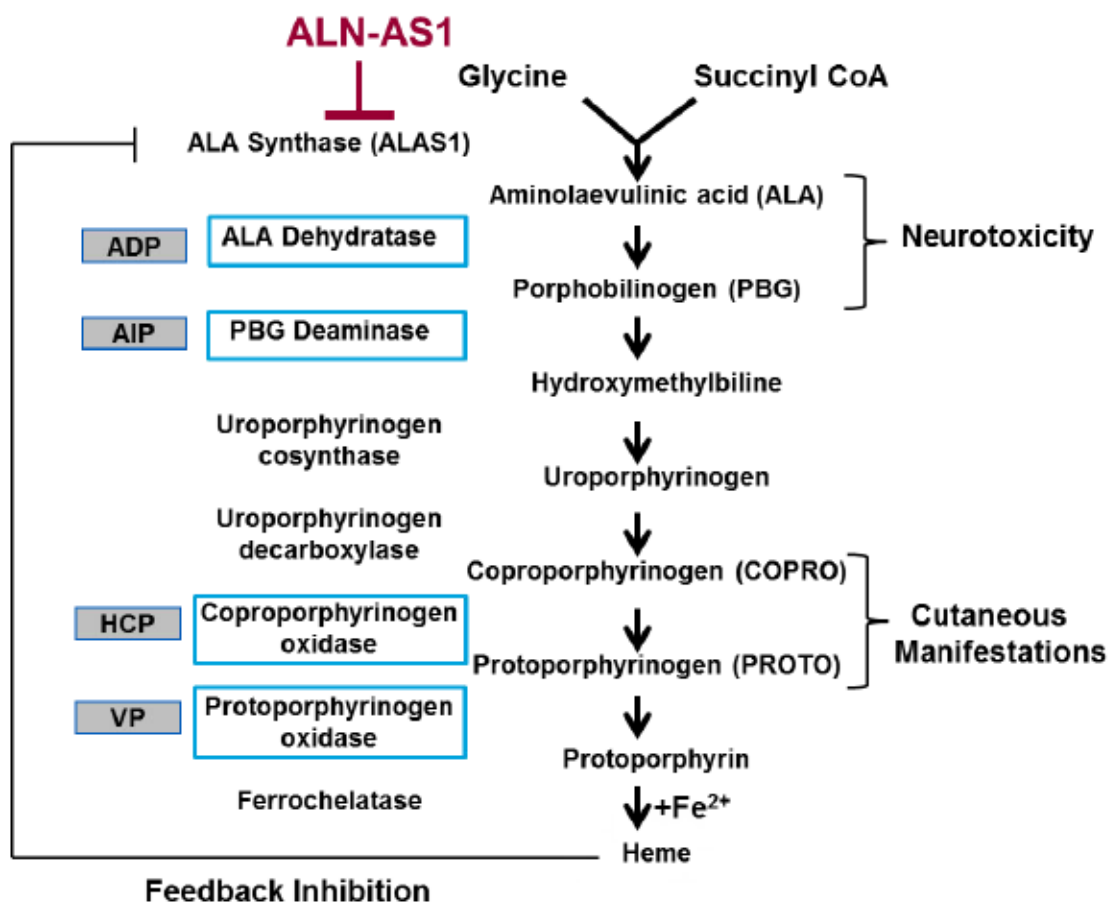 ALN-AS1
Glycine
Succinyl CoA
ALA Synthase (ALAS1)
Aminolaevulinic acid (ALA)
Neurotoxicity
ADP
ALA Dehydratase
Porphobilinogen (PBG)
AIP
PBG Deaminase
Hydroxymethylbiline
Uroporphyrinogen
cosynthase
Uroporphyrinogen
Uroporphyrinogen
decarboxylase
Coproporphyrinogen (COPRO)
Cutaneous
Manifestations
HCP
Coproporphyrinogen
oxidase
Protoporphyrinogen (PROTO)
VP
Protoporphyrinogen
oxidase
Protoporphyrin
Ferrochelatase
+Fe²⁺
Heme
Feedback Inhibition